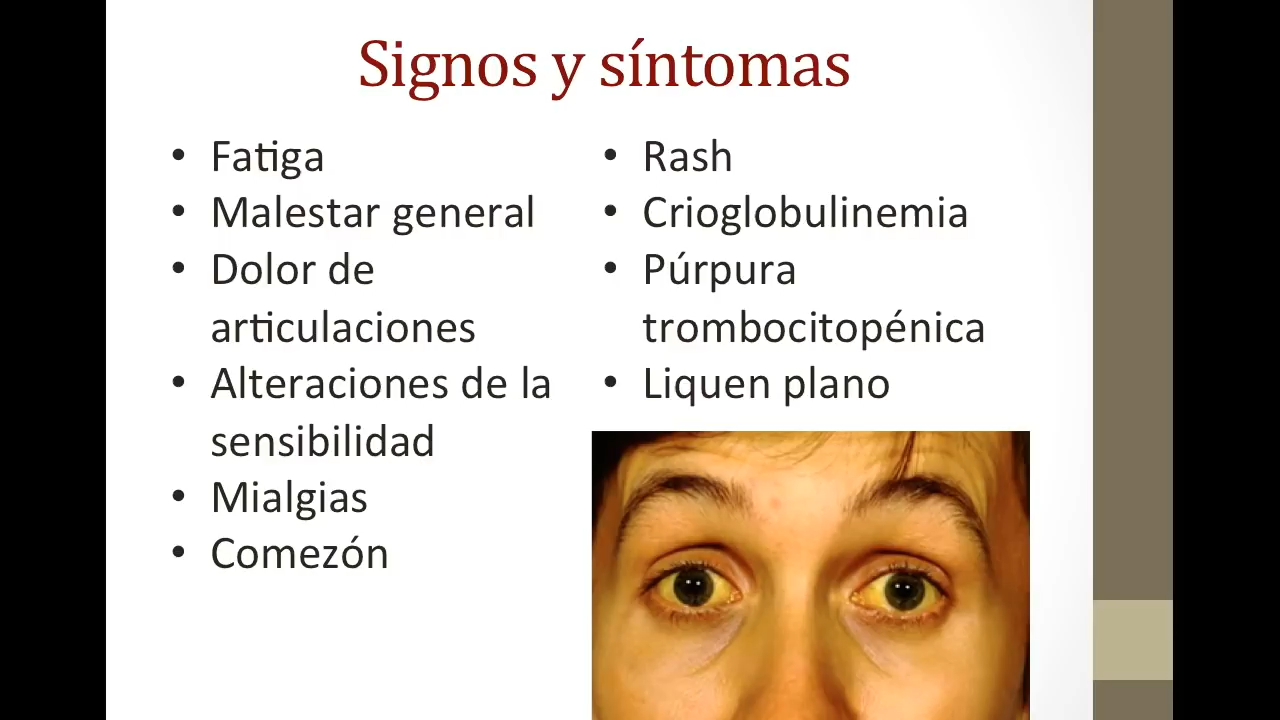 Signos y síntomas
• Fatiga
• Malestar general
• Dolor de
articulaciones
• Alteraciones de la
sensibilidad
• Mialgias
• Comezón
• Rash
• Crioglobulinemia
• Púrpura
trombocitopénica
• Liquen plano